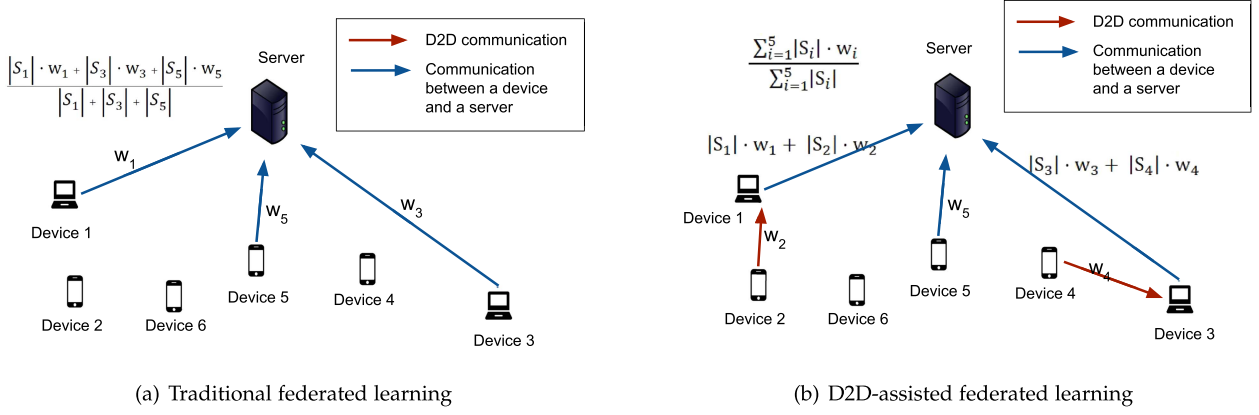 Server
|S₁| · w₁ + |S₃| · w₃ + |S₅| · w₅
|S₁| + |S₃| + |S₅|
D2D communication
Communication
between a device
and a server
w₁
w₅
w₃
Device 1
Device 2
Device 6
Device 5
Device 4
Device 3
(a) Traditional federated learning
Server
∑⁵ᵢ₌₁|Sᵢ| · wᵢ
∑⁵ᵢ₌₁|Sᵢ|
D2D communication
Communication
between a device
and a server
|S₁| · w₁ + |S₂| · w₂
|S₃| · w₃ + |S₄| · w₄
Device 1
w₂
w₅
w₄
Device 2
Device 6
Device 5
Device 4
Device 3
(b) D2D-assisted federated learning